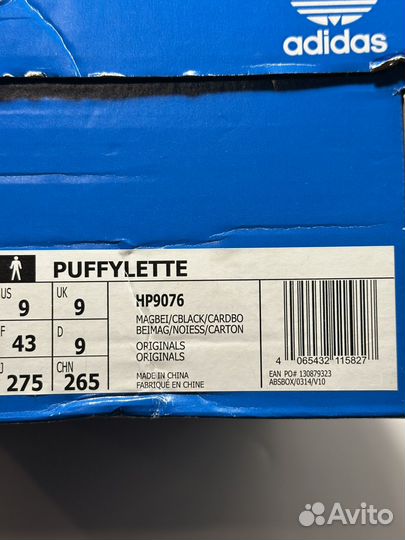 adidas
PUFFYLETTE
US UK
9 9
F D
43 9
J CHN
275 265
HP9076
MAGBEI/CBLACK/CARDBO
BEIMAG/NOIESS/CARTON
ORIGINALS
ORIGINALS
MADE IN CHINA
FABRIQUÉ EN CHINE
4 065432 115827
EAN PO# 130879323
ABSBOX/0314/V10
Avito